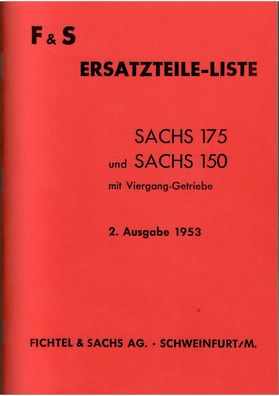 F & S
ERSATZTEILE-LISTE
SACHS 175
und SACHS 150
mit Viergang-Getriebe
2. Ausgabe 1953
FICHTEL & SACHS AG. · SCHWEINFURT/M.